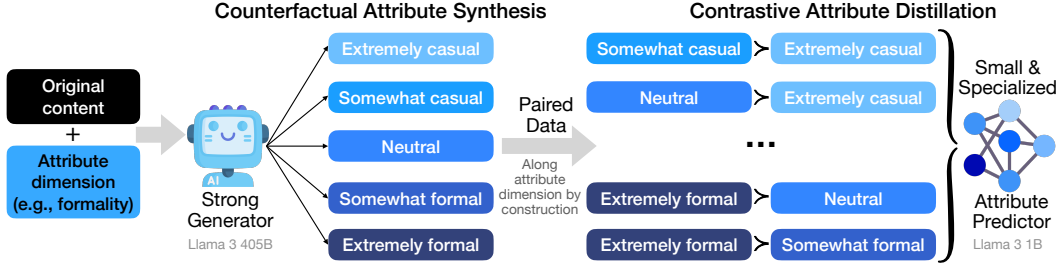 Counterfactual Attribute Synthesis
Contrastive Attribute Distillation
Original
content
+
Attribute
dimension
(e.g., formality)
AI
Strong
Generator
Llama 3 405B
Extremely casual
Somewhat casual
Neutral
Somewhat formal
Extremely formal
Paired
Data
Along
attribute
dimension by
construction
Somewhat casual ≻ Extremely casual
Neutral ≻ Extremely casual
...
Extremely formal ≻ Neutral
Extremely formal ≻ Somewhat formal
Small &
Specialized
Attribute
Predictor
Llama 3 1B